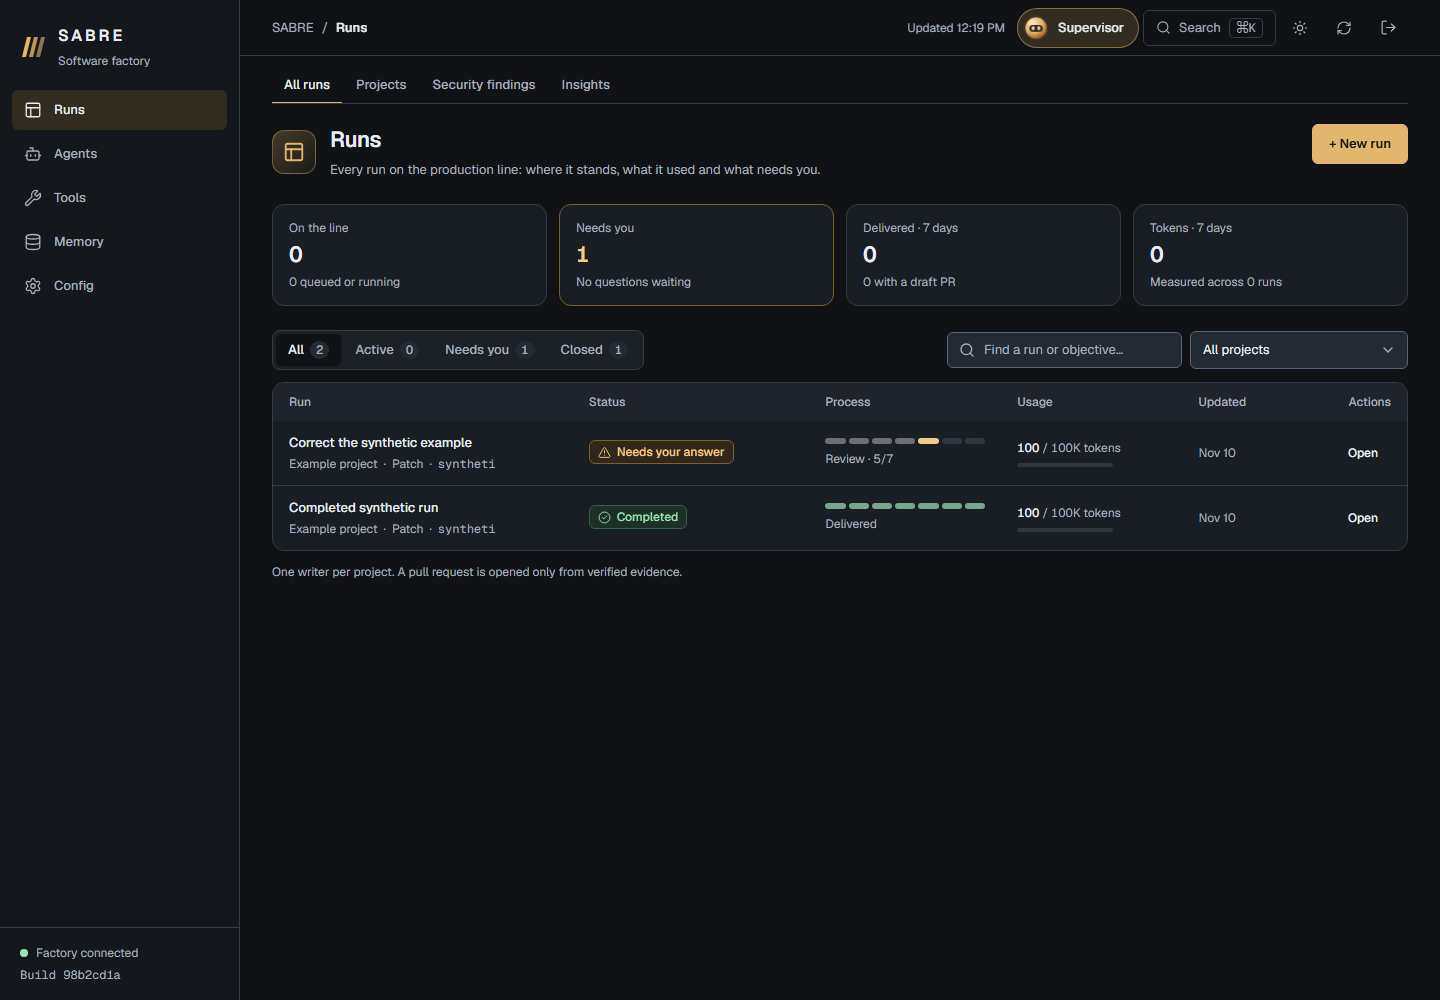 SABRE
Software factory
Runs
Agents
Tools
Memory
Config
Factory connected
Build 98b2cd1a
SABRE / Runs
Updated 12:19 PM
Supervisor
Search ⌘K
All runs Projects Security findings Insights
Runs
Every run on the production line: where it stands, what it used and what needs you.
+ New run
On the line
0
0 queued or running
Needs you
1
No questions waiting
Delivered · 7 days
0
0 with a draft PR
Tokens · 7 days
0
Measured across 0 runs
All 2 Active 0 Needs you 1 Closed 1
Find a run or objective…
All projects
Run Status Process Usage Updated Actions
Correct the synthetic example
Example project · Patch · syntheti
Needs your answer
Review · 5/7
100 / 100K tokens
Nov 10
Open
Completed synthetic run
Example project · Patch · syntheti
Completed
Delivered
100 / 100K tokens
Nov 10
Open
One writer per project. A pull request is opened only from verified evidence.